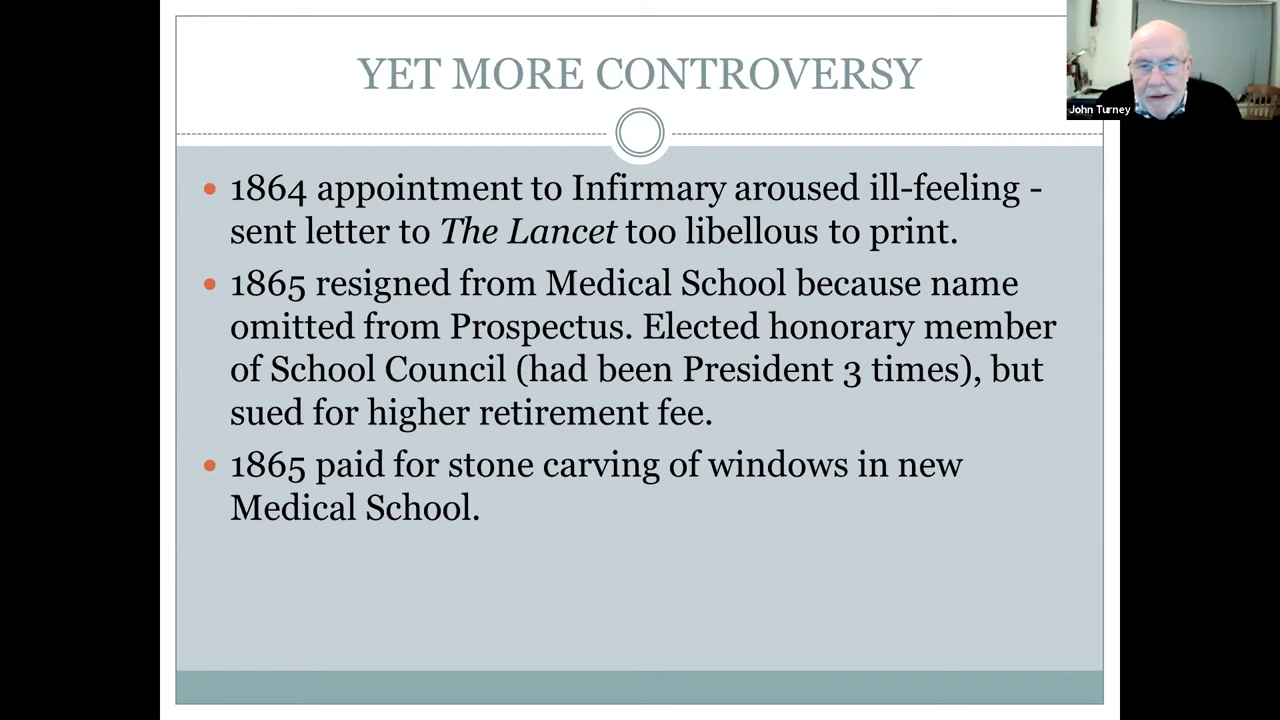 YET MORE CONTROVERSY
John Turney
• 1864 appointment to Infirmary aroused ill-feeling -
sent letter to The Lancet too libellous to print.
• 1865 resigned from Medical School because name
omitted from Prospectus. Elected honorary member
of School Council (had been President 3 times), but
sued for higher retirement fee.
• 1865 paid for stone carving of windows in new
Medical School.